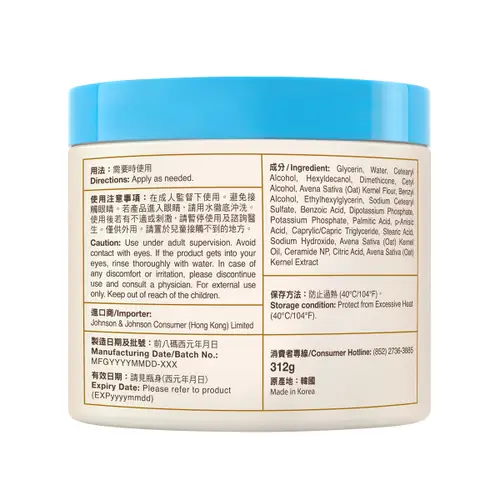 用法：需要時使用
Directions: Apply as needed.
使用注意事項：在成人監督下使用。避免接
觸眼睛。若產品進入眼睛，請用水徹底沖洗。
使用後若有不適或刺激，請暫停使用及諮詢醫
生。僅供外用。請置於兒童接觸不到的地方。
Caution: Use under adult supervision. Avoid
contact with eyes. If the product gets into your
eyes, rinse thoroughly with water. In case of
any discomfort or irritation, please discontinue
use and consult a physician. For external use
only. Keep out of reach of the children.
進口商/Importer:
Johnson & Johnson Consumer (Hong Kong) Limited
製造日期及批號：前八碼西元年月日
Manufacturing Date/Batch No.:
MFGYYYYMMDD-XXX
有效日期：請見瓶身(西元年月日)
Expiry Date: Please refer to product
(EXPyyyymmdd)
成分/Ingredient: Glycerin, Water, Cetearyl
Alcohol, Hexyldecanol, Dimethicone, Cetyl
Alcohol, Avena Sativa (Oat) Kernel Flour, Benzyl
Alcohol, Ethylhexylglycerin, Sodium Cetearyl
Sulfate, Benzoic Acid, Dipotassium Phosphate,
Potassium Phosphate, Palmitic Acid, p-Anisic
Acid, Caprylic/Capric Triglyceride, Stearic Acid,
Sodium Hydroxide, Avena Sativa (Oat) Kernel
Oil, Ceramide NP, Citric Acid, Avena Sativa (Oat)
Kernel Extract
保存方法：防止過熱 (40°C/104°F)。
Storage condition: Protect from Excessive Heat
(40°C/104°F).
消費者專線/Consumer Hotline: (852) 2736-3885
312g
原產地：韓國
Made in Korea